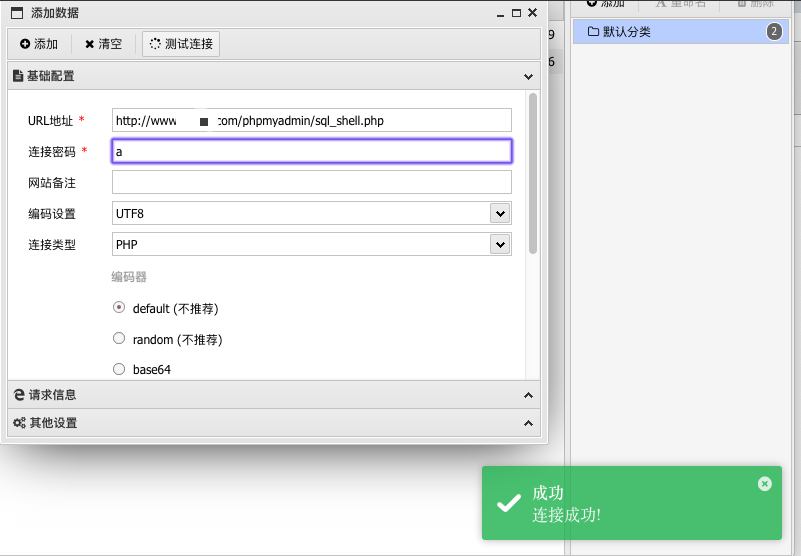 添加数据
添加 清空 测试连接
基础配置
URL地址 * http://www com/phpmyadmin/sql_shell.php
连接密码 * a
网站备注
编码设置 UTF8
连接类型 PHP
编码器
default (不推荐)
random (不推荐)
base64
请求信息
其他设置
9
6
添加 重命名 删除
默认分类 2
成功
连接成功!